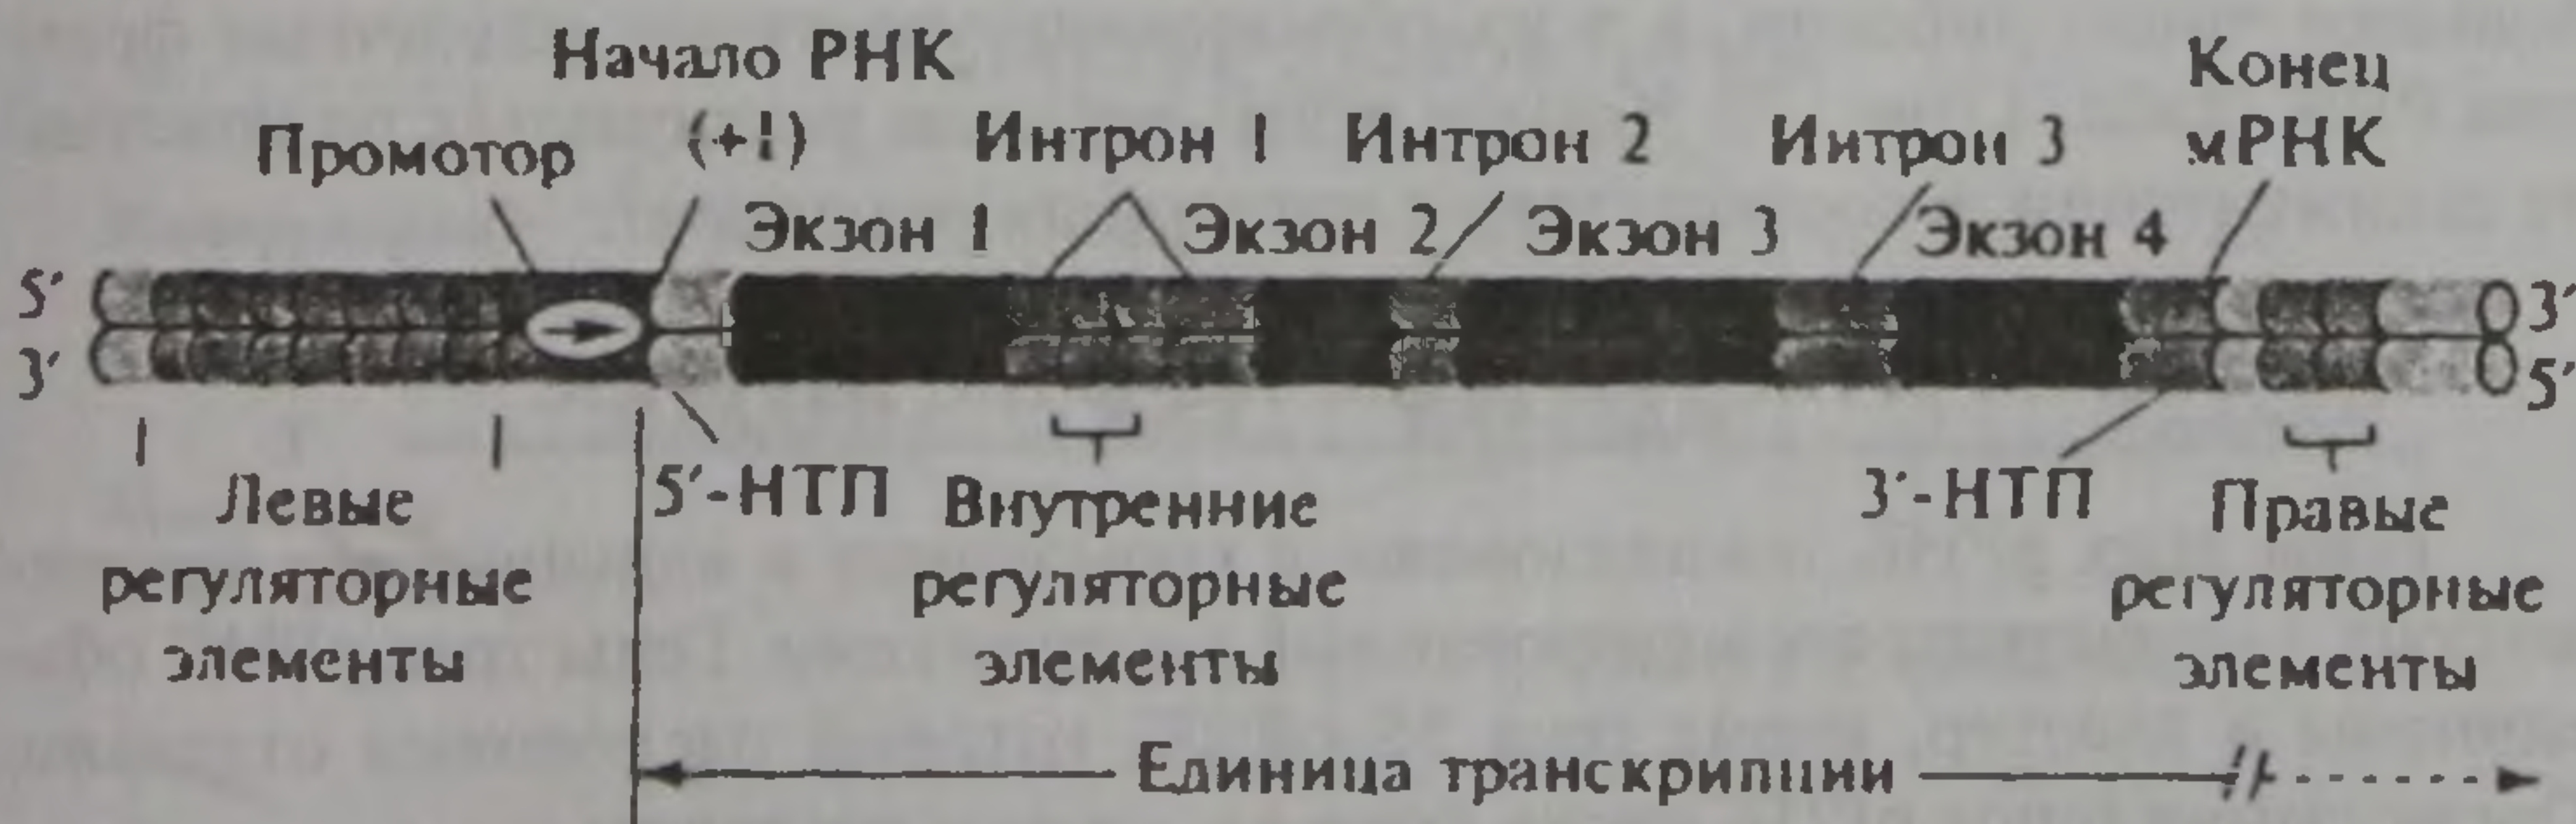 Начало РНК
(+1)
Промотор
Интрон 1
Интрон 2
Интрон 3
Конец
мРНК
Экзон 1
Экзон 2
Экзон 3
Экзон 4
5′
3′
3′
5′
5′-НТП
3′-НТП
Левые
регуляторные
элементы
Внутренние
регуляторные
элементы
Правые
регуляторные
элементы
Единица транскрипции